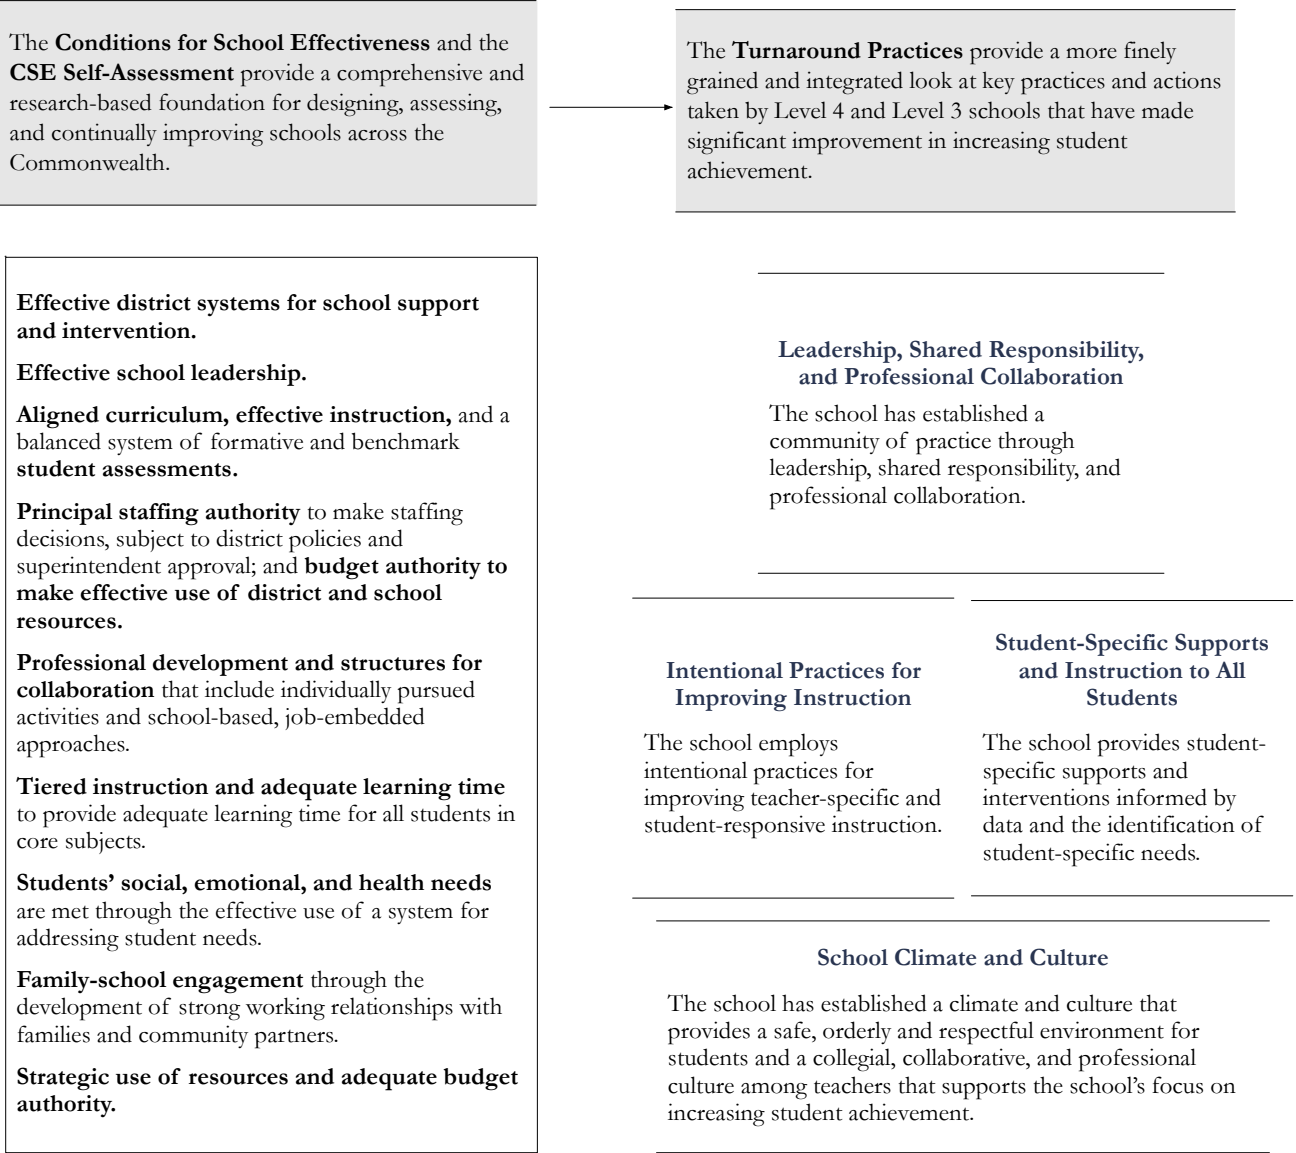 The Conditions for School Effectiveness and the
CSE Self-Assessment provide a comprehensive and
research-based foundation for designing, assessing,
and continually improving schools across the
Commonwealth.
The Turnaround Practices provide a more finely
grained and integrated look at key practices and actions
taken by Level 4 and Level 3 schools that have made
significant improvement in increasing student
achievement.
Effective district systems for school support
and intervention.
Effective school leadership.
Aligned curriculum, effective instruction, and a
balanced system of formative and benchmark
student assessments.
Principal staffing authority to make staffing
decisions, subject to district policies and
superintendent approval; and budget authority to
make effective use of district and school
resources.
Professional development and structures for
collaboration that include individually pursued
activities and school-based, job-embedded
approaches.
Tiered instruction and adequate learning time
to provide adequate learning time for all students in
core subjects.
Students’ social, emotional, and health needs
are met through the effective use of a system for
addressing student needs.
Family-school engagement through the
development of strong working relationships with
families and community partners.
Strategic use of resources and adequate budget
authority.
Leadership, Shared Responsibility,
and Professional Collaboration
The school has established a
community of practice through
leadership, shared responsibility, and
professional collaboration.
Intentional Practices for
Improving Instruction
The school employs
intentional practices for
improving teacher-specific and
student-responsive instruction.
Student-Specific Supports
and Instruction to All
Students
The school provides student-
specific supports and
interventions informed by
data and the identification of
student-specific needs.
School Climate and Culture
The school has established a climate and culture that
provides a safe, orderly and respectful environment for
students and a collegial, collaborative, and professional
culture among teachers that supports the school’s focus on
increasing student achievement.